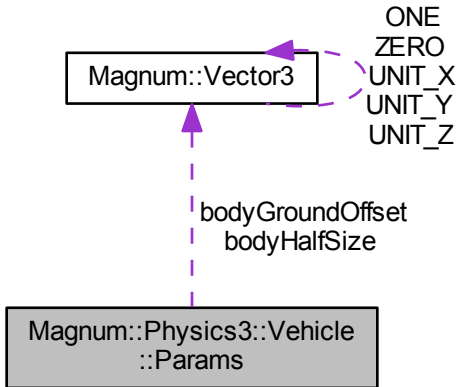 ONE
ZERO
UNIT_X
UNIT_Y
UNIT_Z
Magnum::Vector3
bodyGroundOffset
bodyHalfSize
Magnum::Physics3::Vehicle
::Params